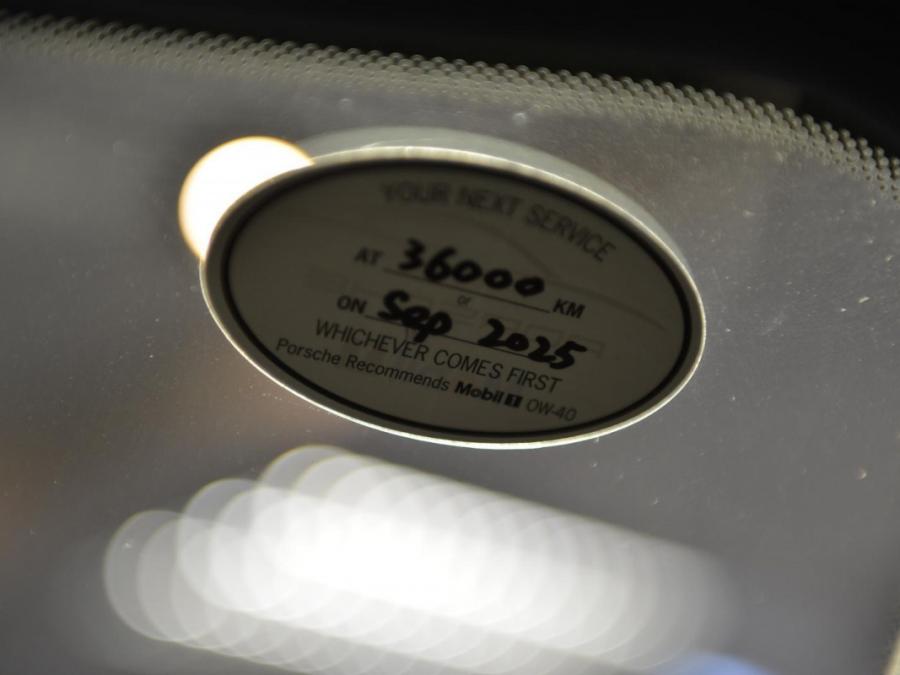 YOUR NEXT SERVICE
AT 36000 KM
or
ON Sep 2025
WHICHEVER COMES FIRST
Porsche Recommends Mobil 1 0W-40